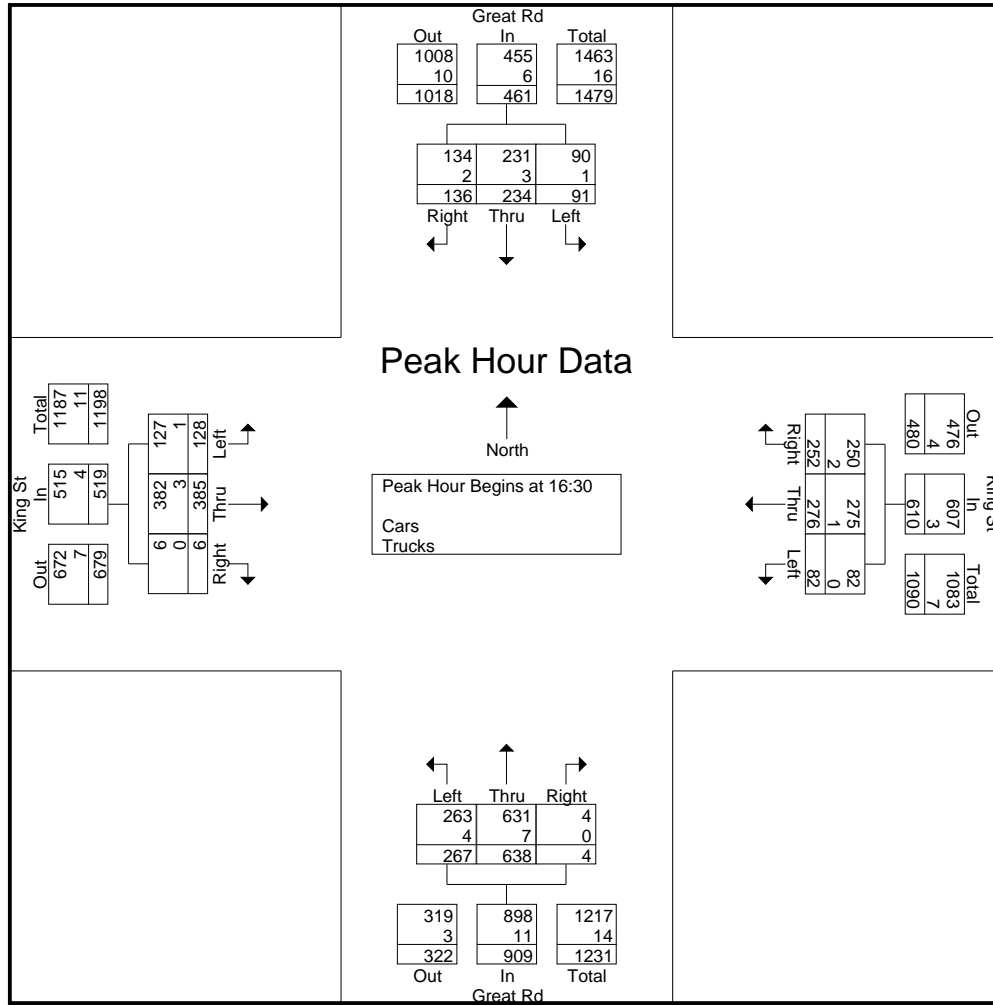 Great Rd
Out In Total
1008 455 1463
10 6 16
1018 461 1479
134 231 90
2 3 1
136 234 91
Right Thru Left
Peak Hour Data
North
Peak Hour Begins at 16:30
Cars
Trucks
King St
Total In Out
1187 515 672
11 4 7
1198 519 679
127 382 6
1 3 0
128 385 6
Left Thru Right
King St
Out In Total
476 607 1083
4 3 7
480 610 1090
250 275 82
2 1 0
252 276 82
Right Thru Left
Left Thru Right
263 631 4
4 7 0
267 638 4
319 898 1217
3 11 14
322 909 1231
Out In Total
Great Rd